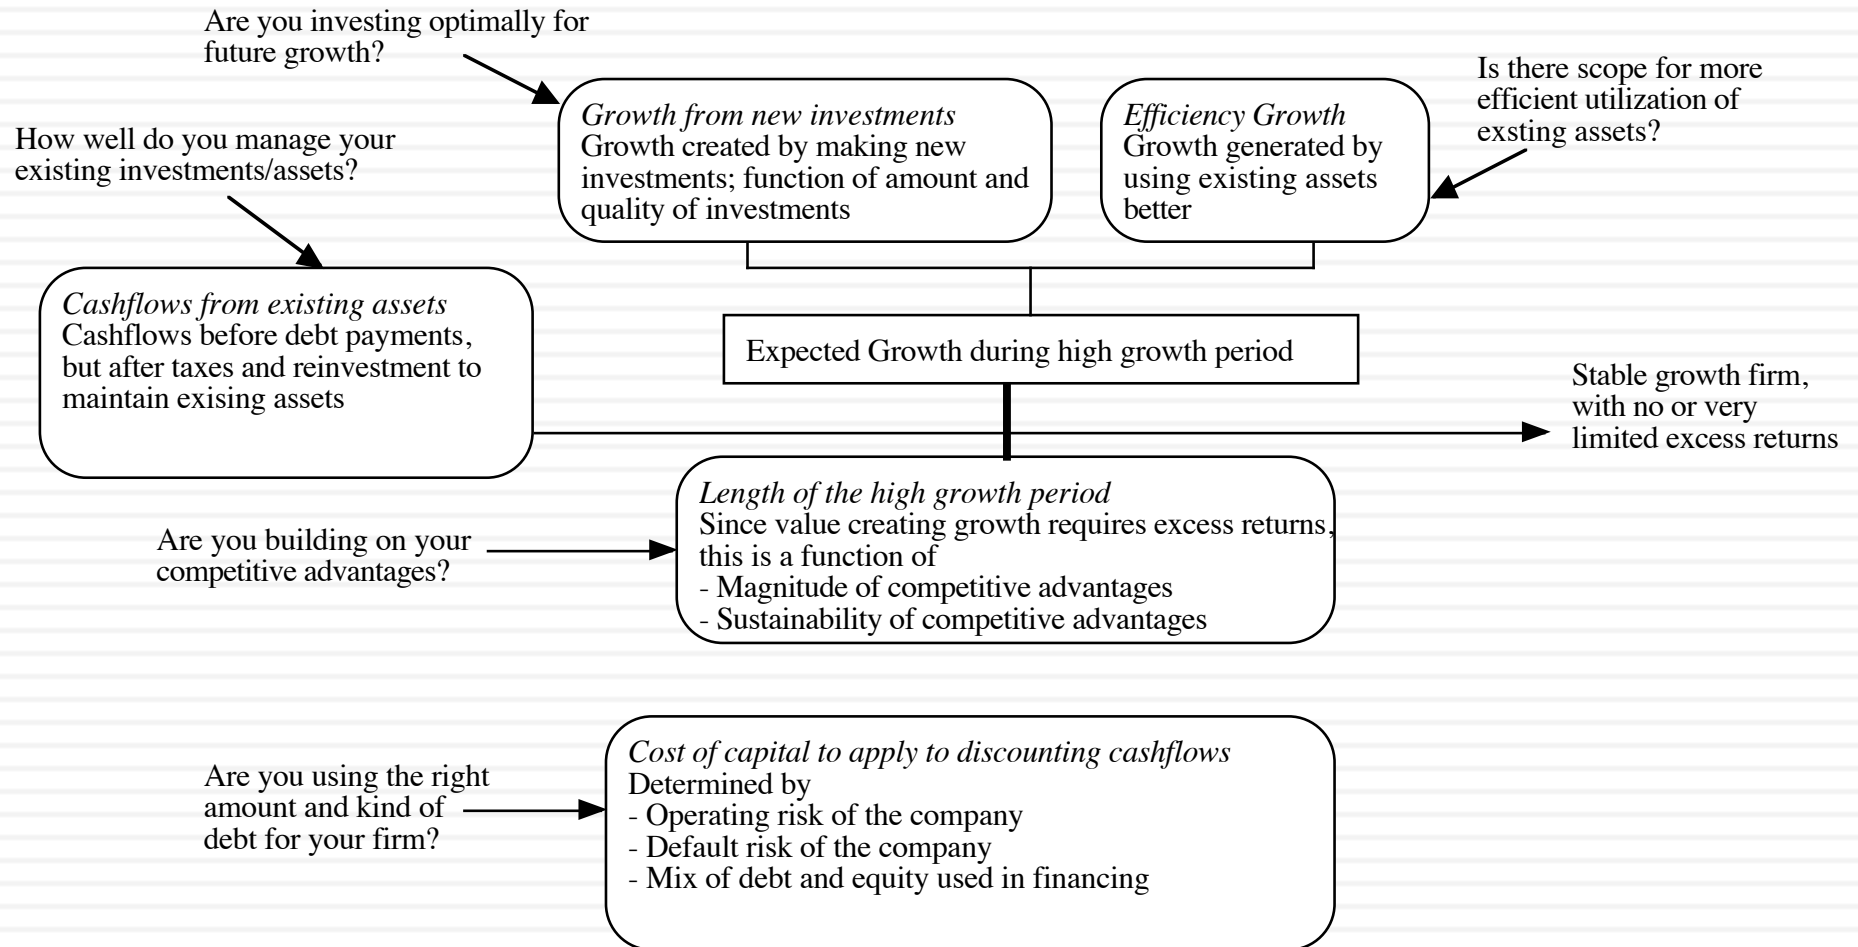 Are you investing optimally for
future growth?
Is there scope for more
efficient utilization of
exsting assets?
Growth from new investments
Growth created by making new
investments; function of amount and
quality of investments
Efficiency Growth
Growth generated by
using existing assets
better
How well do you manage your
existing investments/assets?
Cashflows from existing assets
Cashflows before debt payments,
but after taxes and reinvestment to
maintain exising assets
Expected Growth during high growth period
Stable growth firm,
with no or very
limited excess returns
Length of the high growth period
Since value creating growth requires excess returns,
this is a function of
- Magnitude of competitive advantages
- Sustainability of competitive advantages
Are you building on your
competitive advantages?
Cost of capital to apply to discounting cashflows
Determined by
- Operating risk of the company
- Default risk of the company
- Mix of debt and equity used in financing
Are you using the right
amount and kind of
debt for your firm?